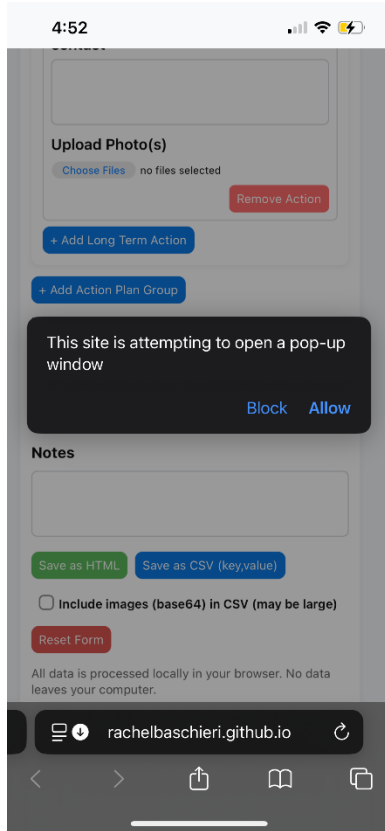 4:52
Contact
Upload Photo(s)
Choose Files no files selected
Remove Action
+ Add Long Term Action
+ Add Action Plan Group
This site is attempting to open a pop-up
window
Block Allow
Notes
Save as HTML Save as CSV (key,value)
Include images (base64) in CSV (may be large)
Reset Form
All data is processed locally in your browser. No data
leaves your computer.
rachelbaschieri.github.io